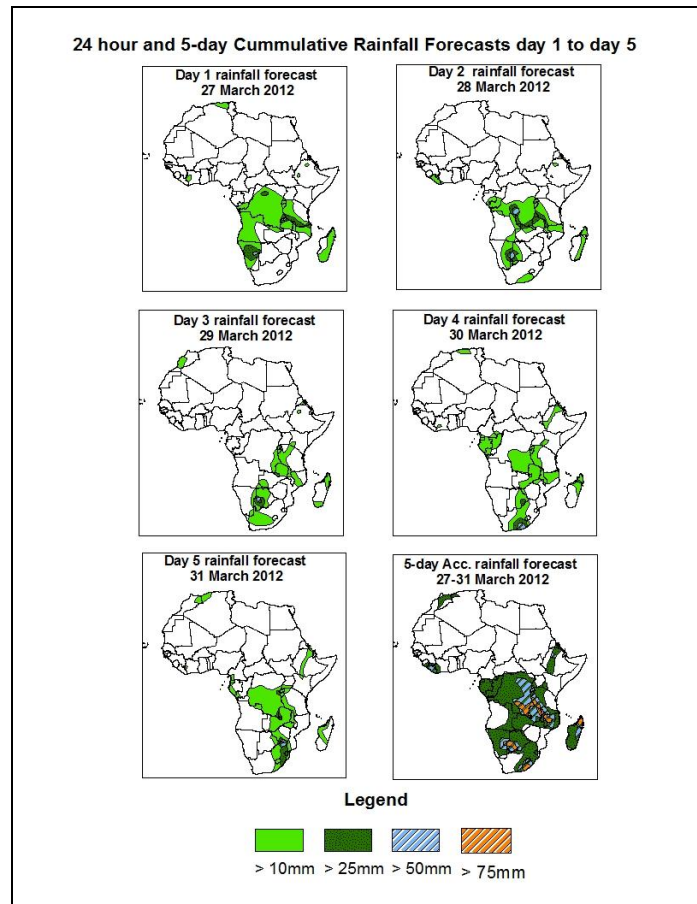 24 hour and 5-day Cummulative Rainfall Forecasts day 1 to day 5
Day 1 rainfall forecast
27 March 2012
Day 2 rainfall forecast
28 March 2012
Day 3 rainfall forecast
29 March 2012
Day 4 rainfall forecast
30 March 2012
Day 5 rainfall forecast
31 March 2012
5-day Acc. rainfall forecast
27-31 March 2012
Legend
> 10mm > 25mm > 50mm > 75mm